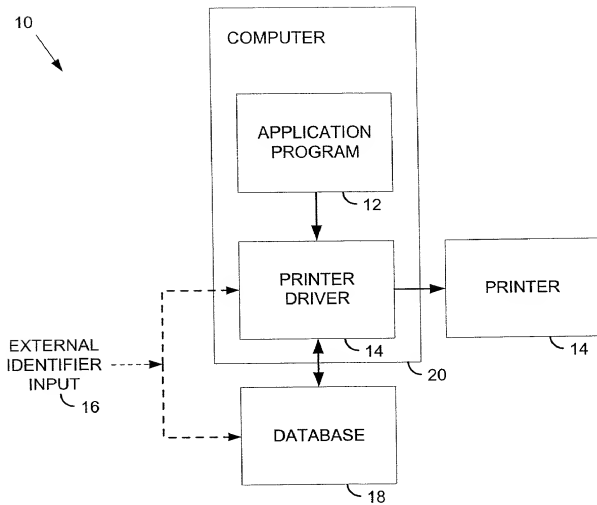 10
COMPUTER
APPLICATION
PROGRAM
12
PRINTER
DRIVER
14
PRINTER
14
20
EXTERNAL
IDENTIFIER
INPUT
16
DATABASE
18